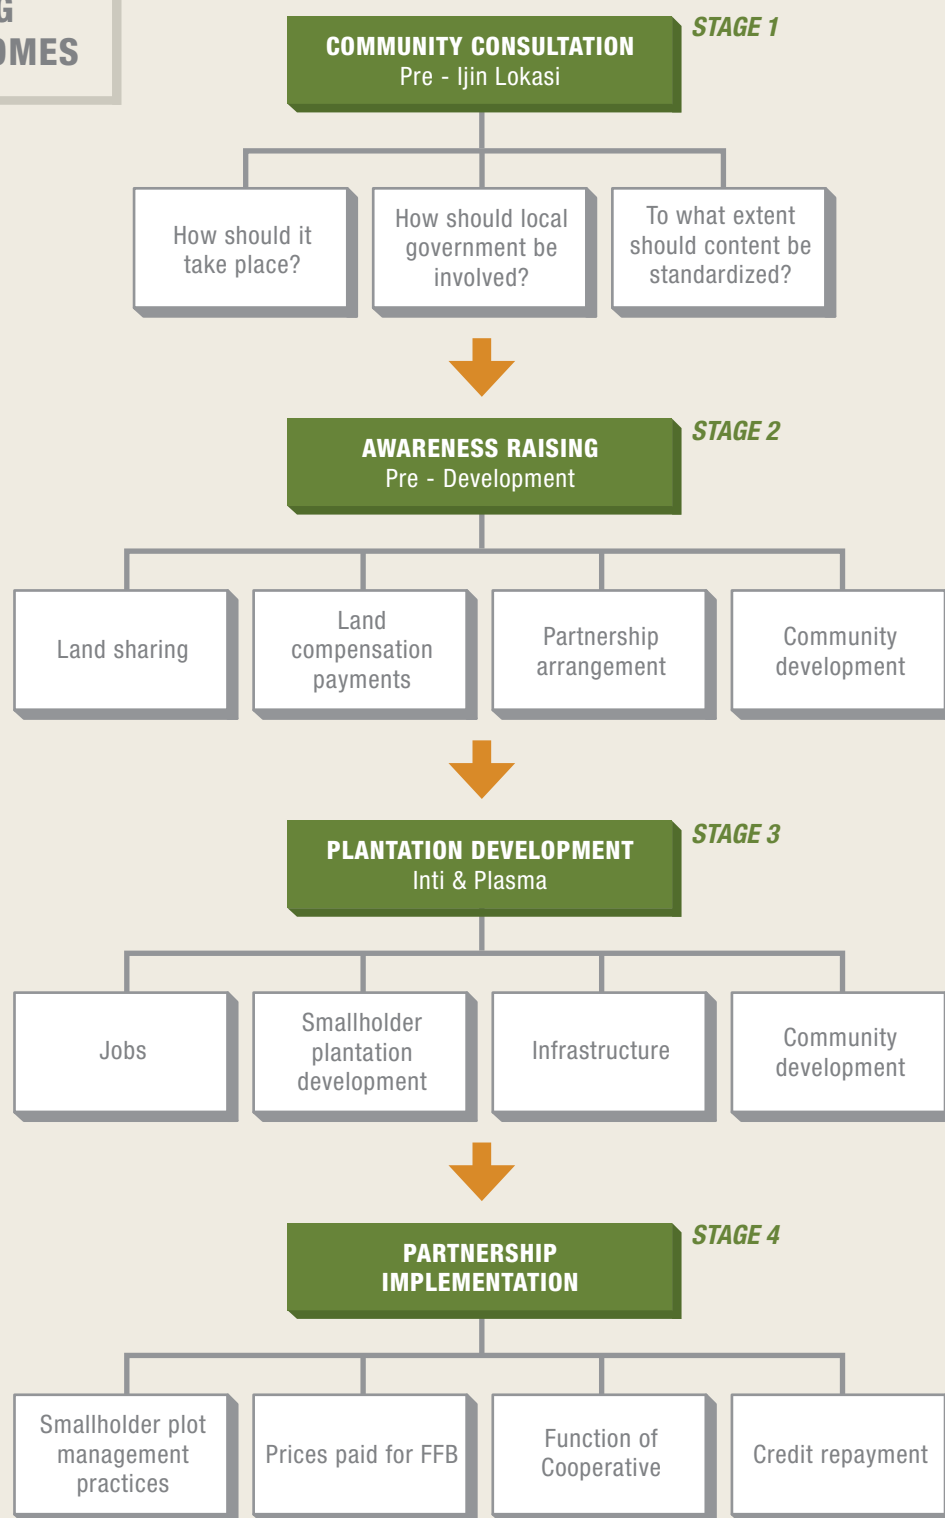 STAGE 1
COMMUNITY CONSULTATION
Pre - Ijin Lokasi
How should it
take place?
How should local
government be
involved?
To what extent
should content be
standardized?
STAGE 2
AWARENESS RAISING
Pre - Development
Land sharing
Land
compensation
payments
Partnership
arrangement
Community
development
STAGE 3
PLANTATION DEVELOPMENT
Inti & Plasma
Jobs
Smallholder
plantation
development
Infrastructure
Community
development
STAGE 4
PARTNERSHIP
IMPLEMENTATION
Smallholder plot
management
practices
Prices paid for FFB
Function of
Cooperative
Credit repayment